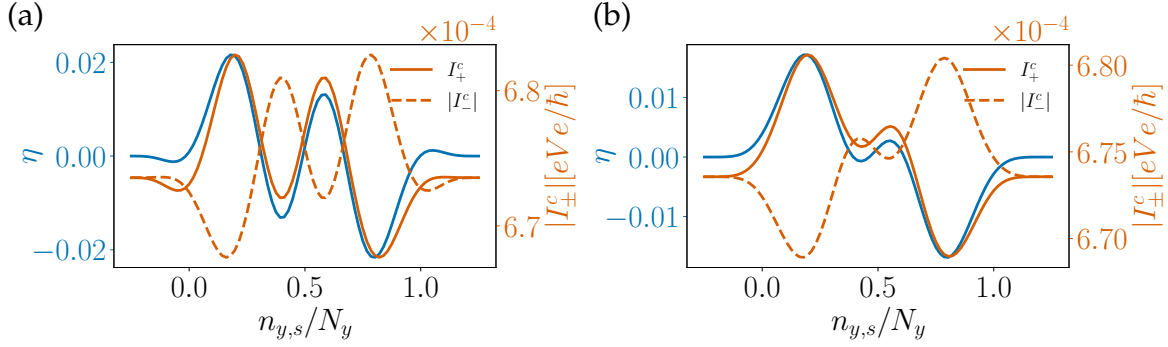 (a)
×10⁻⁴
0.02
0.00
−0.02
η
I₊ᶜ
|I₋ᶜ|
6.8
6.7
|I±ᶜ|[eVe/ħ]
0.0 0.5 1.0
n_{y,s}/N_y
(b)
×10⁻⁴
0.01
0.00
−0.01
η
I₊ᶜ
|I₋ᶜ|
6.80
6.75
6.70
|I±ᶜ|[eVe/ħ]
0.0 0.5 1.0
n_{y,s}/N_y